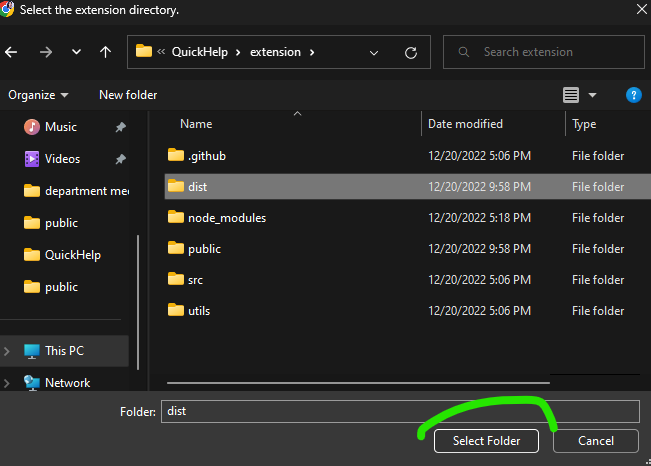 Select the extension directory.
« QuickHelp › extension ›
Search extension
Organize
New folder
Name
Date modified
Type
Music
Videos
department mee
public
QuickHelp
public
This PC
Network
.github 12/20/2022 5:06 PM File folder
dist 12/20/2022 9:58 PM File folder
node_modules 12/20/2022 5:18 PM File folder
public 12/20/2022 9:58 PM File folder
src 12/20/2022 5:06 PM File folder
utils 12/20/2022 5:06 PM File folder
Folder: dist
Select Folder
Cancel